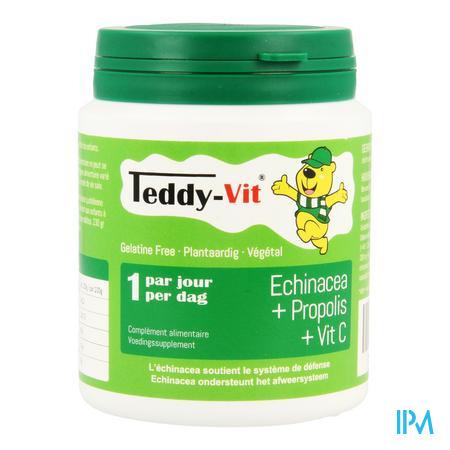 Teddy-Vit®
Gelatine Free · Plantaardig · Végétal
1 par jour
per dag
Echinacea
+ Propolis
+ Vit C
Complément alimentaire
Voedingssupplement
L'échinacea soutient le système de défense
Echinacea ondersteunt het afweersysteem
IPM